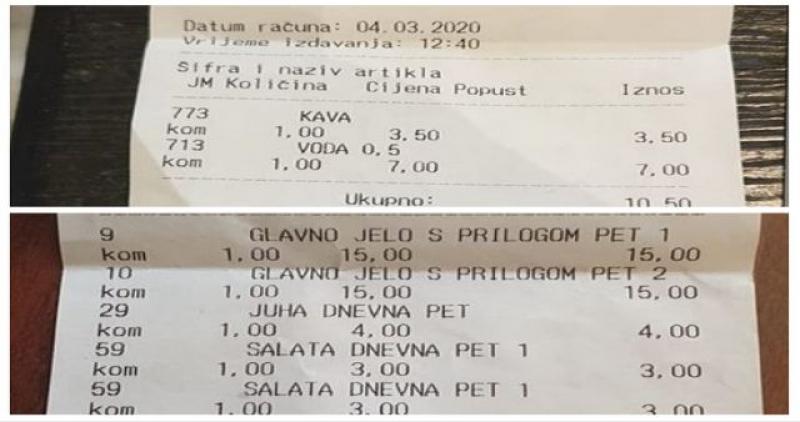 Datum računa: 04.03.2020
Vrijeme izdavanja: 12:40
Sifra i naziv artikla
JM Količina Cijena Popust Iznos
773 KAVA
kom 1,00 3,50 3,50
713 VODA 0,5
kom 1,00 7,00 7,00
Ukupno: 10,50
9 GLAVNO JELO S PRILOGOM PET 1
kom 1,00 15,00 15,00
10 GLAVNO JELO S PRILOGOM PET 2
kom 1,00 15,00 15,00
29 JUHA DNEVNA PET
kom 1,00 4,00 4,00
59 SALATA DNEVNA PET 1
kom 1,00 3,00 3,00
59 SALATA DNEVNA PET 1
kom 1,00 3,00 3,00